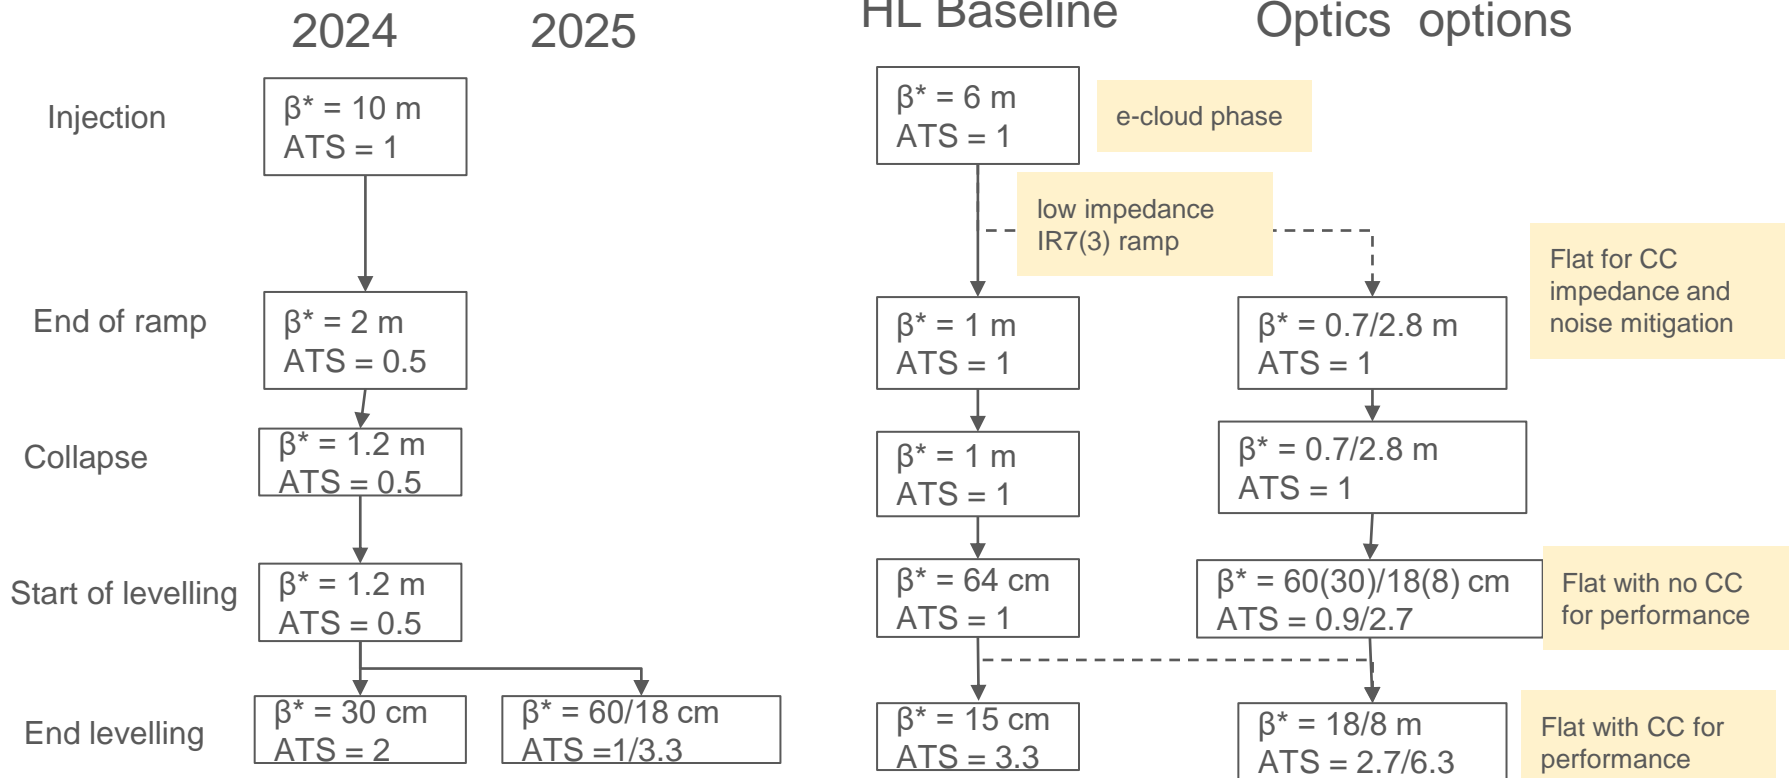 2024
2025
HL Baseline
Optics options
Injection
β* = 10 m
ATS = 1
β* = 6 m
ATS = 1
e-cloud phase
low impedance
IR7(3) ramp
Flat for CC
impedance and
noise mitigation
End of ramp
β* = 2 m
ATS = 0.5
β* = 1 m
ATS = 1
β* = 0.7/2.8 m
ATS = 1
Collapse
β* = 1.2 m
ATS = 0.5
β* = 1 m
ATS = 1
β* = 0.7/2.8 m
ATS = 1
Start of levelling
β* = 1.2 m
ATS = 0.5
β* = 64 cm
ATS = 1
β* = 60(30)/18(8) cm
ATS = 0.9/2.7
Flat with no CC
for performance
End levelling
β* = 30 cm
ATS = 2
β* = 60/18 cm
ATS =1/3.3
β* = 15 cm
ATS = 3.3
β* = 18/8 m
ATS = 2.7/6.3
Flat with CC for
performance